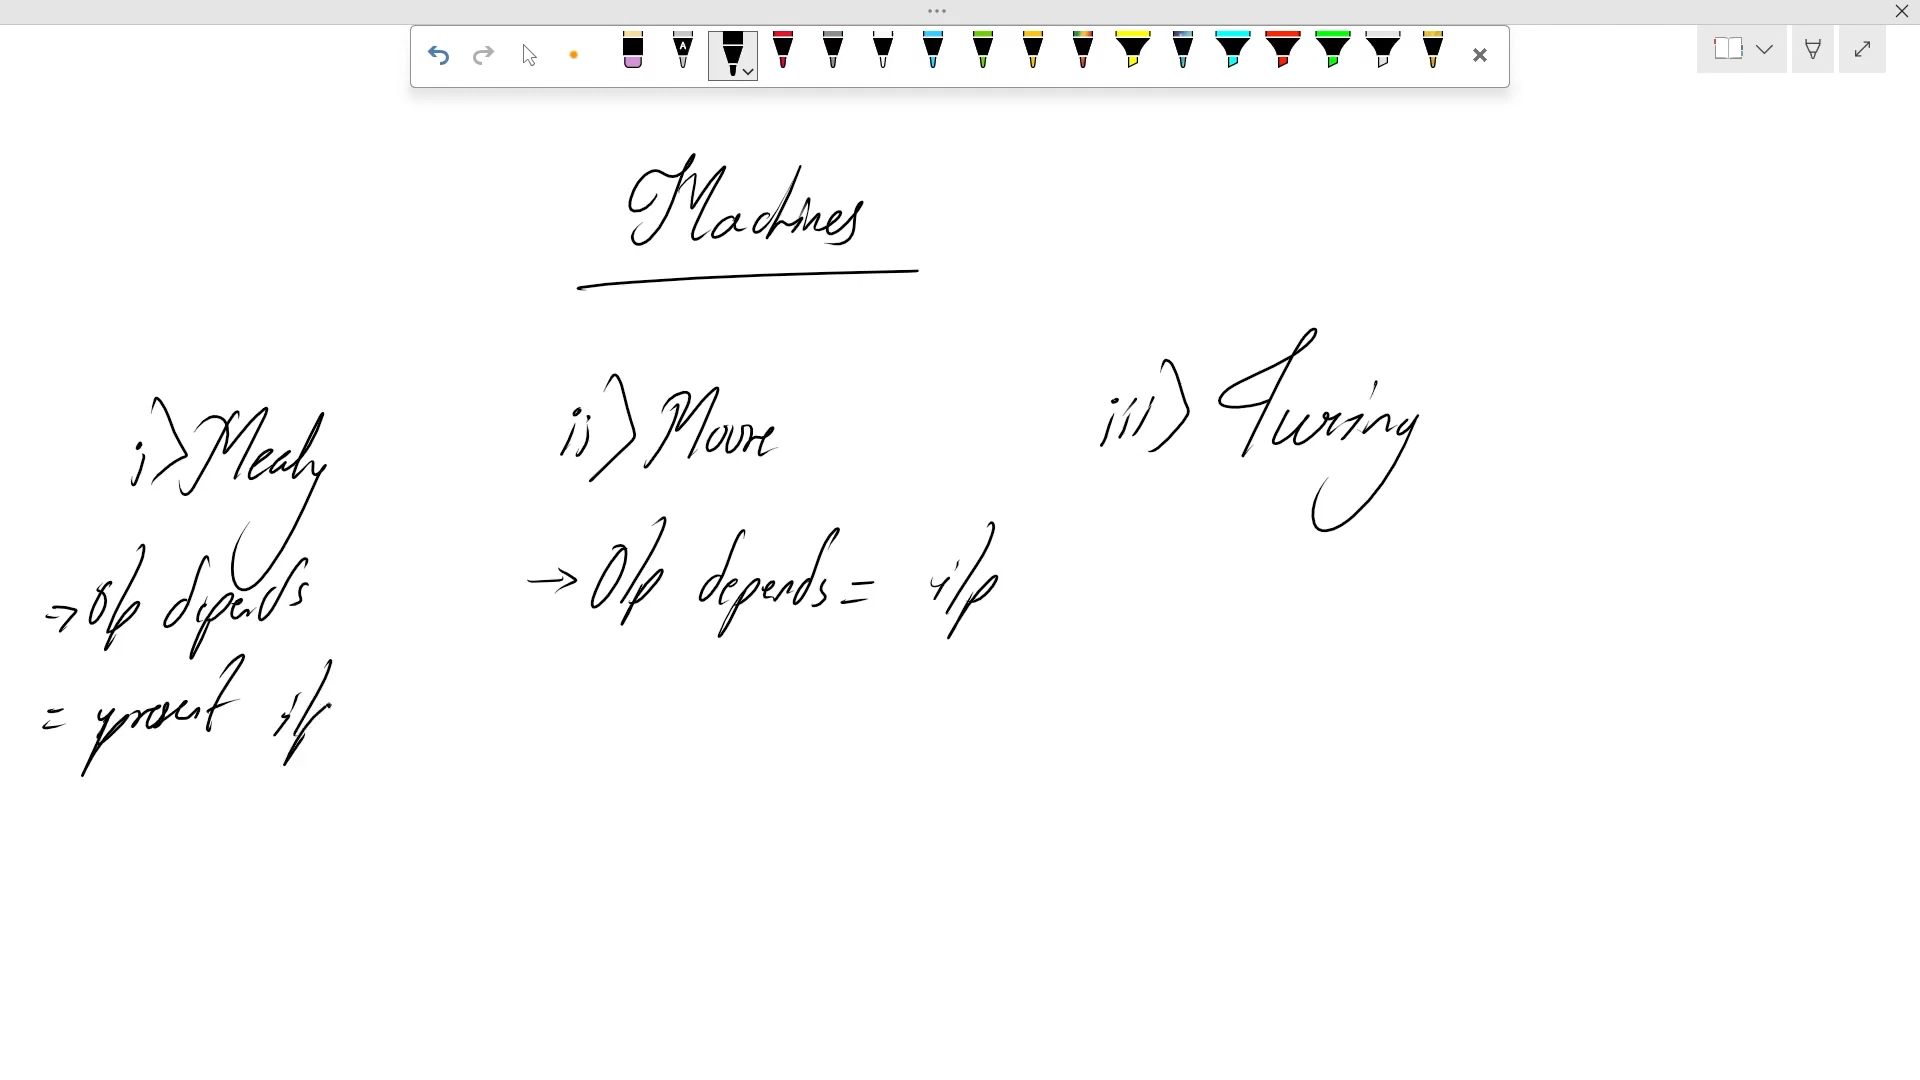 Machines
i) Mealy
ii) Moore
iii) Turing
→ O/p depends
= present i/p
→ O/p depends = i/p